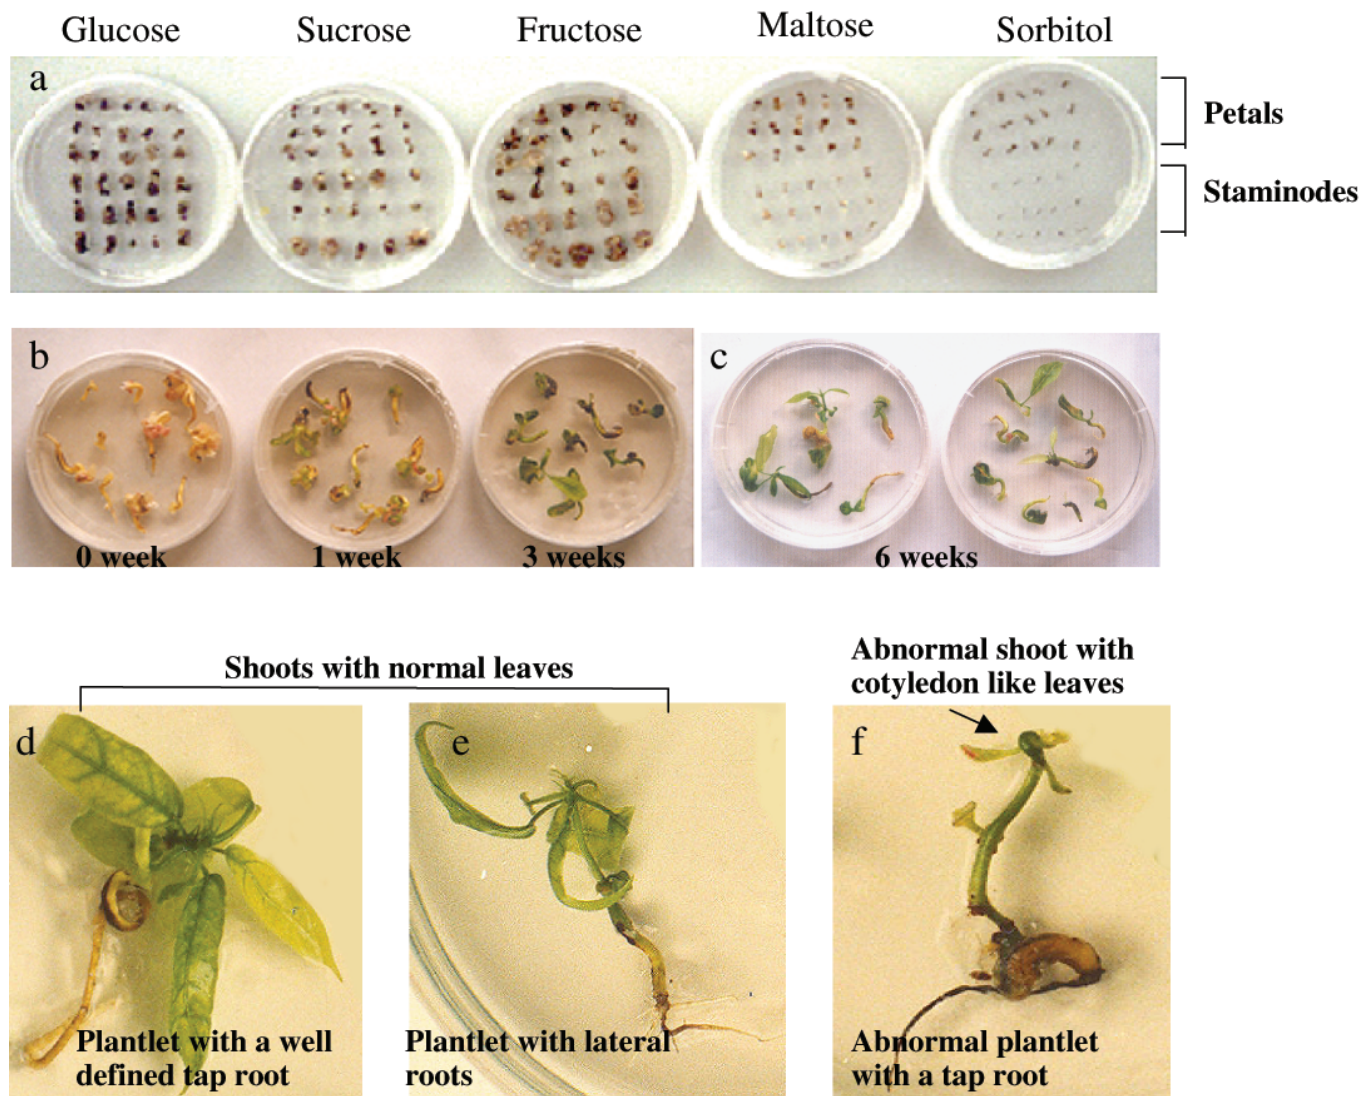 Glucose Sucrose Fructose Maltose Sorbitol
a
Petals
Staminodes
b
0 week 1 week 3 weeks
c
6 weeks
Shoots with normal leaves
Abnormal shoot with
cotyledon like leaves
d
Plantlet with a well
defined tap root
e
Plantlet with lateral
roots
f
Abnormal plantlet
with a tap root